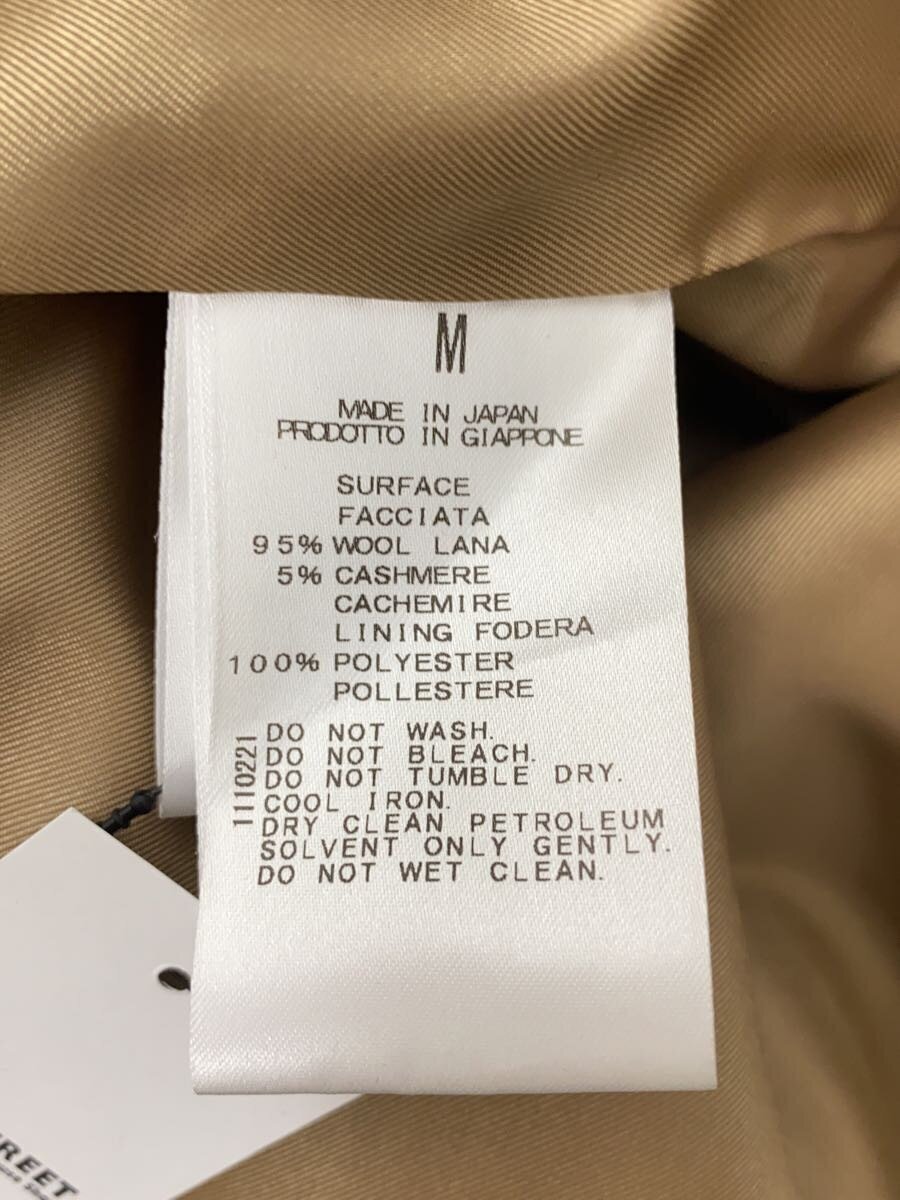 M
MADE IN JAPAN
PRODOTTO IN GIAPPONE
SURFACE
FACCIATA
95% WOOL LANA
5% CASHMERE
CACHEMIRE
LINING FODERA
100% POLYESTER
POLLESTERE
DO NOT WASH.
DO NOT BLEACH.
DO NOT TUMBLE DRY.
COOL IRON.
DRY CLEAN PETROLEUM
SOLVENT ONLY GENTLY.
DO NOT WET CLEAN.
1110221
REET